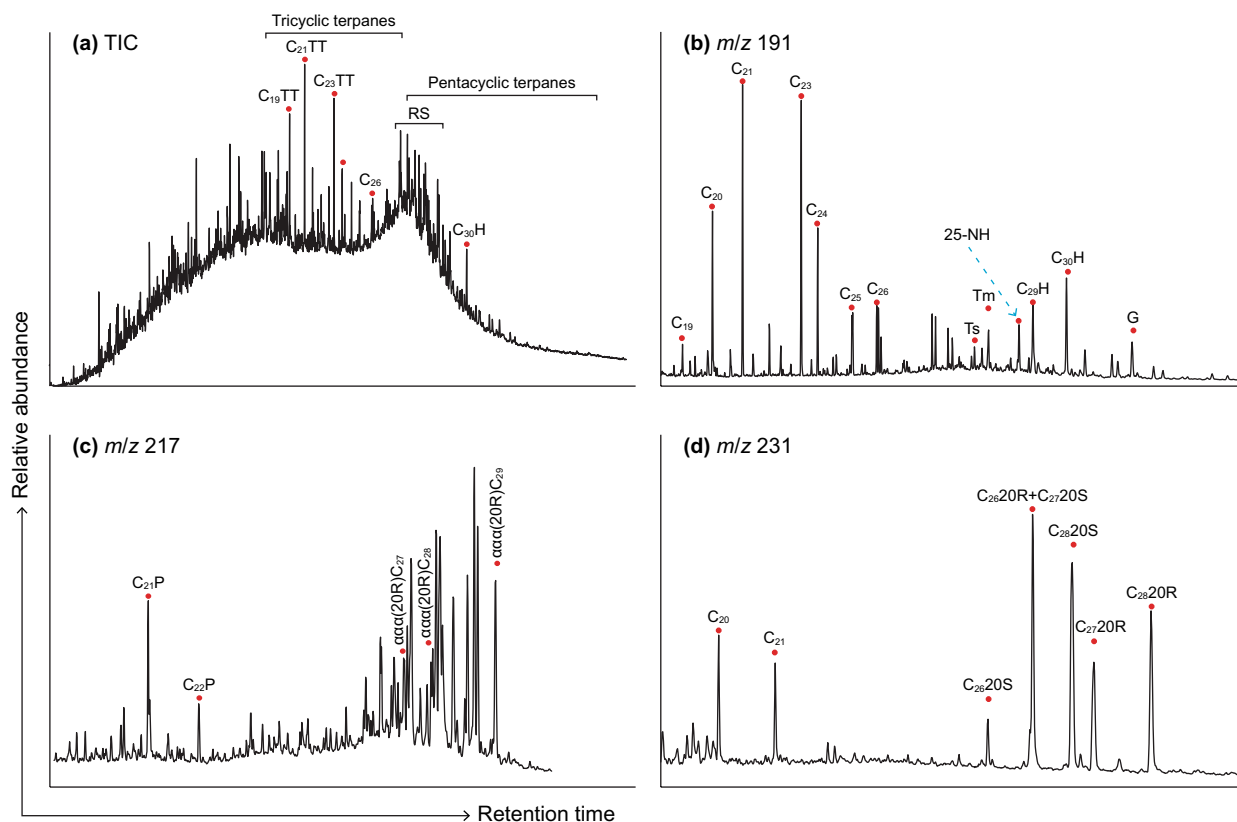 (a) TIC
Tricyclic terpanes
C₂₁TT
C₂₃TT
C₁₉TT
Pentacyclic terpanes
RS
C₂₆
C₃₀H
(b) m/z 191
C₂₁
C₂₃
C₂₀
C₂₄
25-NH
C₃₀H
C₂₅
C₂₆
Tm
C₂₉H
C₁₉
Ts
G
(c) m/z 217
C₂₁P
C₂₂P
ααα(20R)C₂₇
ααα(20R)C₂₈
ααα(20R)C₂₉
(d) m/z 231
C₂₆20R+C₂₇20S
C₂₈20S
C₂₈20R
C₂₀
C₂₁
C₂₇20R
C₂₆20S
Relative abundance
Retention time